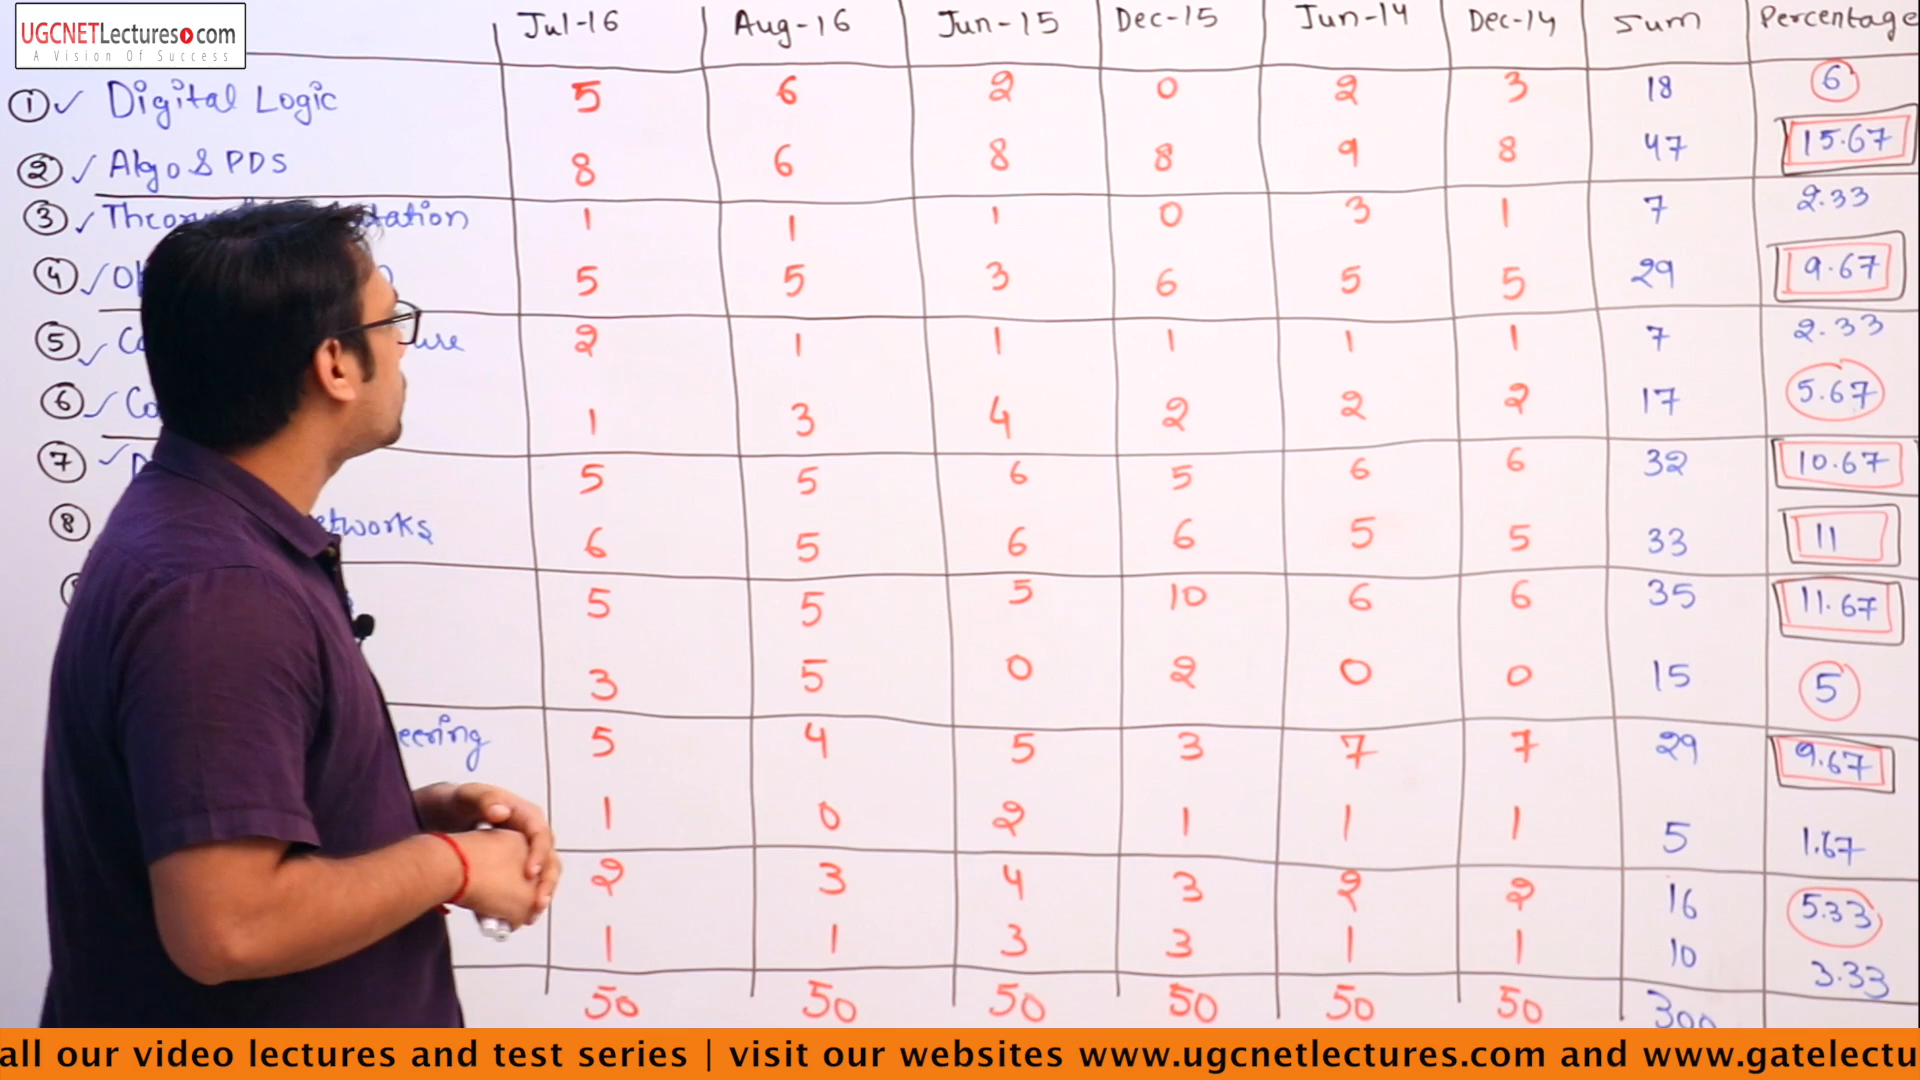 UGCNETLectures.com
A Vision Of Success
Jul-16 Aug-16 Jun-15 Dec-15 Jun-14 Dec-14 Sum Percentage
1 ✓ Digital Logic 5 6 2 0 2 3 18 6
2 ✓ Algo & PDS 8 6 8 8 9 8 47 15.67
3 ✓ 1 1 1 0 3 1 7 2.33
4 ✓ 5 5 3 6 5 5 29 9.67
5 ✓ 2 1 1 1 1 1 7 2.33
6 ✓ 1 3 4 2 2 2 17 5.67
7 ✓ 5 5 6 5 6 6 32 10.67
8 etworks 6 5 6 6 5 5 33 11
5 5 5 10 6 6 35 11.67
3 5 0 2 0 0 15 5
eering 5 4 5 3 7 7 29 9.67
1 0 2 1 1 1 5 1.67
2 3 4 3 2 2 16 5.33
1 1 3 3 1 1 10 3.33
50 50 50 50 50 50 300
all our video lectures and test series | visit our websites www.ugcnetlectures.com and www.gatelectu